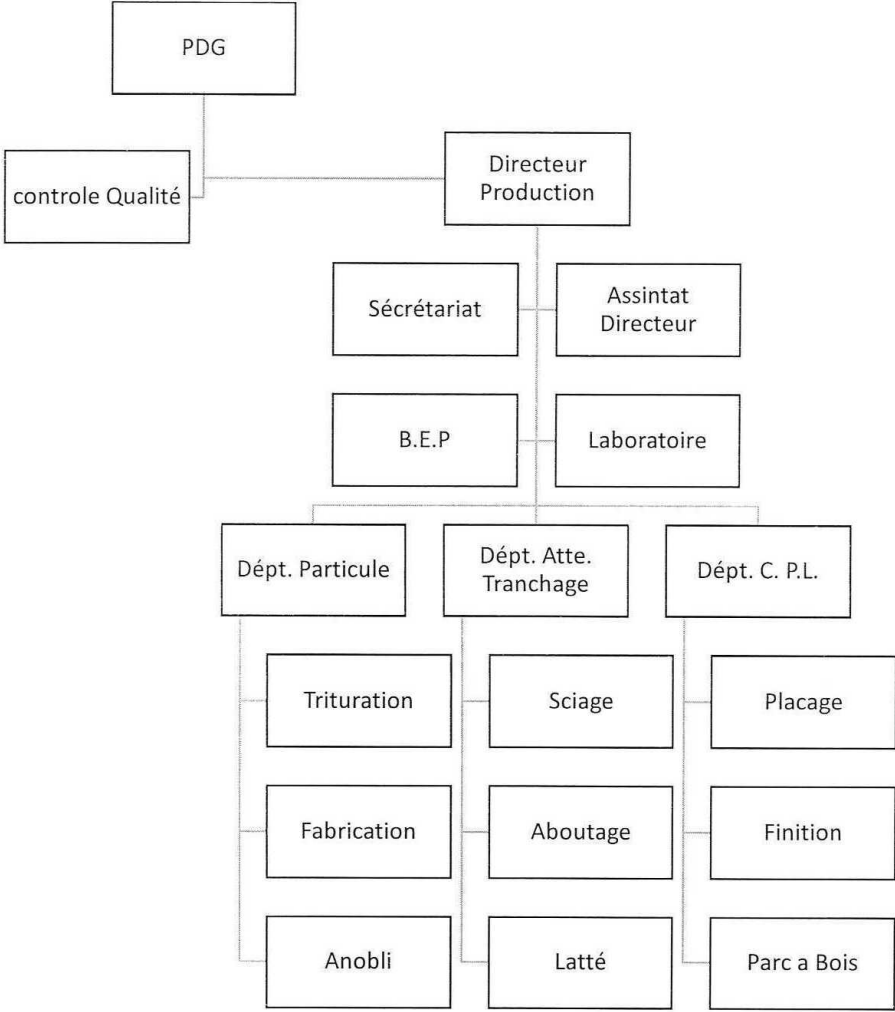 PDG
controle Qualité
Directeur
Production
Sécrétariat
Assintat
Directeur
B.E.P
Laboratoire
Dépt. Particule
Dépt. Atte.
Tranchage
Dépt. C. P.L.
Trituration
Sciage
Placage
Fabrication
Aboutage
Finition
Anobli
Latté
Parc a Bois